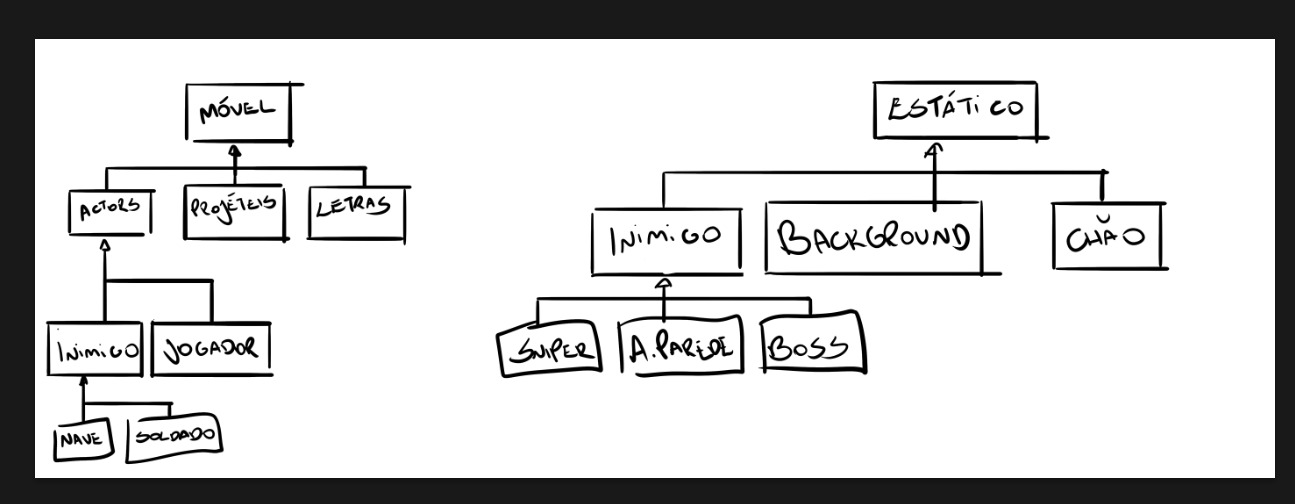 MÓVEL
ESTÁTICO
ACTORS
PROJÉTEIS
LETRAS
INIMIGO
BACKGROUND
CHÃO
INIMIGO
JOGADOR
SNIPER
A.PAREDE
BOSS
NAVE
SOLDADO